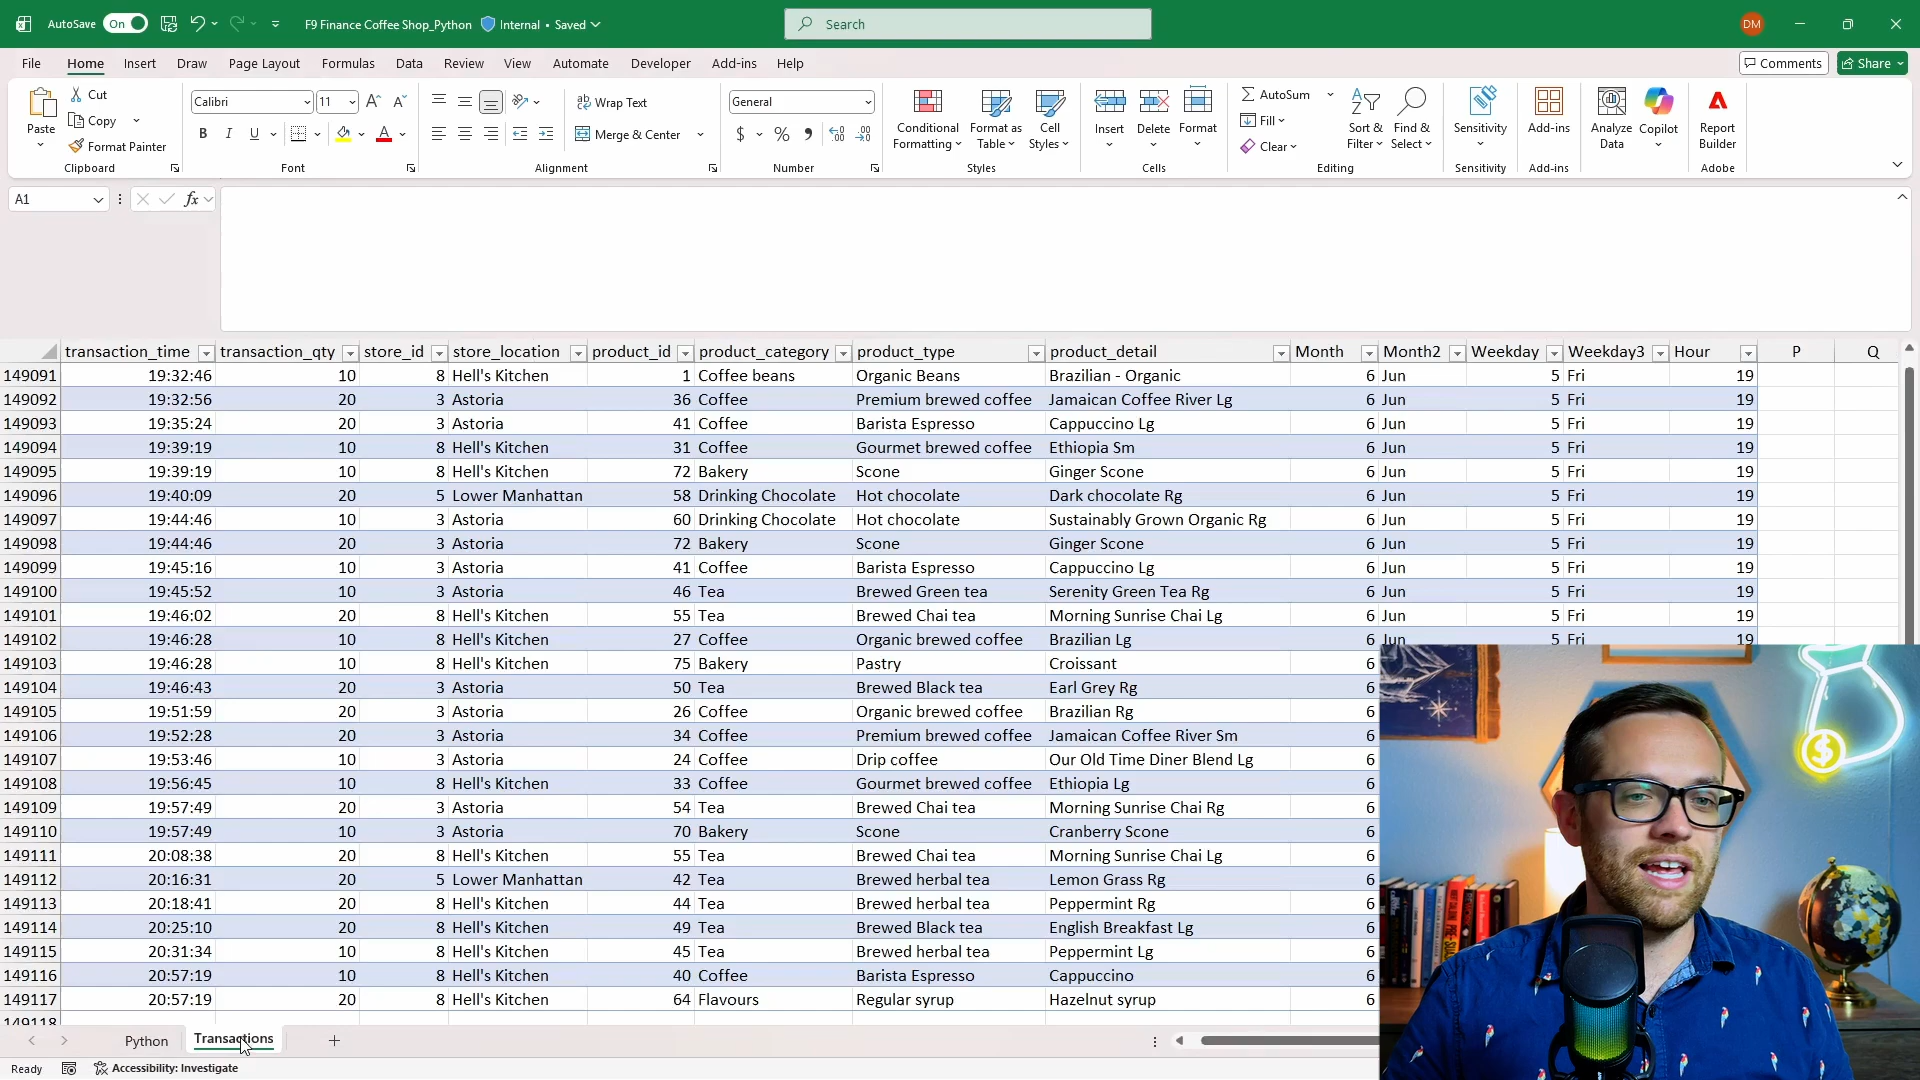 AutoSave On F9 Finance Coffee Shop_Python Internal • Saved Search DM
File Home Insert Draw Page Layout Formulas Data Review View Automate Developer Add-ins Help Comments Share
Paste Cut Copy Format Painter Clipboard
Calibri 11 B I U A Font
Wrap Text Merge & Center Alignment
General $ % Number
Conditional Formatting Format as Table Cell Styles Styles
Insert Delete Format Cells
AutoSum Fill Clear Sort & Filter Find & Select Editing
Sensitivity Sensitivity
Add-ins Add-ins
Analyze Data Copilot
Report Builder Adobe
A1 fx
transaction_time transaction_qty store_id store_location product_id product_category product_type product_detail Month Month2 Weekday Weekday3 Hour P Q
149091 19:32:46 10 8 Hell's Kitchen 1 Coffee beans Organic Beans Brazilian - Organic 6 Jun 5 Fri 19
149092 19:32:56 20 3 Astoria 36 Coffee Premium brewed coffee Jamaican Coffee River Lg 6 Jun 5 Fri 19
149093 19:35:24 20 3 Astoria 41 Coffee Barista Espresso Cappuccino Lg 6 Jun 5 Fri 19
149094 19:39:19 10 8 Hell's Kitchen 31 Coffee Gourmet brewed coffee Ethiopia Sm 6 Jun 5 Fri 19
149095 19:39:19 10 8 Hell's Kitchen 72 Bakery Scone Ginger Scone 6 Jun 5 Fri 19
149096 19:40:09 20 5 Lower Manhattan 58 Drinking Chocolate Hot chocolate Dark chocolate Rg 6 Jun 5 Fri 19
149097 19:44:46 10 3 Astoria 60 Drinking Chocolate Hot chocolate Sustainably Grown Organic Rg 6 Jun 5 Fri 19
149098 19:44:46 20 3 Astoria 72 Bakery Scone Ginger Scone 6 Jun 5 Fri 19
149099 19:45:16 10 3 Astoria 41 Coffee Barista Espresso Cappuccino Lg 6 Jun 5 Fri 19
149100 19:45:52 10 3 Astoria 46 Tea Brewed Green tea Serenity Green Tea Rg 6 Jun 5 Fri 19
149101 19:46:02 20 8 Hell's Kitchen 55 Tea Brewed Chai tea Morning Sunrise Chai Lg 6 Jun 5 Fri 19
149102 19:46:28 10 8 Hell's Kitchen 27 Coffee Organic brewed coffee Brazilian Lg 6 Jun 5 Fri 19
149103 19:46:28 10 8 Hell's Kitchen 75 Bakery Pastry Croissant 6
149104 19:46:43 20 3 Astoria 50 Tea Brewed Black tea Earl Grey Rg 6
149105 19:51:59 20 3 Astoria 26 Coffee Organic brewed coffee Brazilian Rg 6
149106 19:52:28 20 3 Astoria 34 Coffee Premium brewed coffee Jamaican Coffee River Sm 6
149107 19:53:46 10 3 Astoria 24 Coffee Drip coffee Our Old Time Diner Blend Lg 6
149108 19:56:45 10 8 Hell's Kitchen 33 Coffee Gourmet brewed coffee Ethiopia Lg 6
149109 19:57:49 20 3 Astoria 54 Tea Brewed Chai tea Morning Sunrise Chai Rg 6
149110 19:57:49 10 3 Astoria 70 Bakery Scone Cranberry Scone 6
149111 20:08:38 20 8 Hell's Kitchen 55 Tea Brewed Chai tea Morning Sunrise Chai Lg 6
149112 20:16:31 20 5 Lower Manhattan 42 Tea Brewed herbal tea Lemon Grass Rg 6
149113 20:18:41 20 8 Hell's Kitchen 44 Tea Brewed herbal tea Peppermint Rg 6
149114 20:25:10 20 8 Hell's Kitchen 49 Tea Brewed Black tea English Breakfast Lg 6
149115 20:31:34 10 8 Hell's Kitchen 45 Tea Brewed herbal tea Peppermint Lg 6
149116 20:57:19 10 8 Hell's Kitchen 40 Coffee Barista Espresso Cappuccino 6
149117 20:57:19 20 8 Hell's Kitchen 64 Flavours Regular syrup Hazelnut syrup 6
149118
$
Python Transactions
Ready Accessibility: Investigate